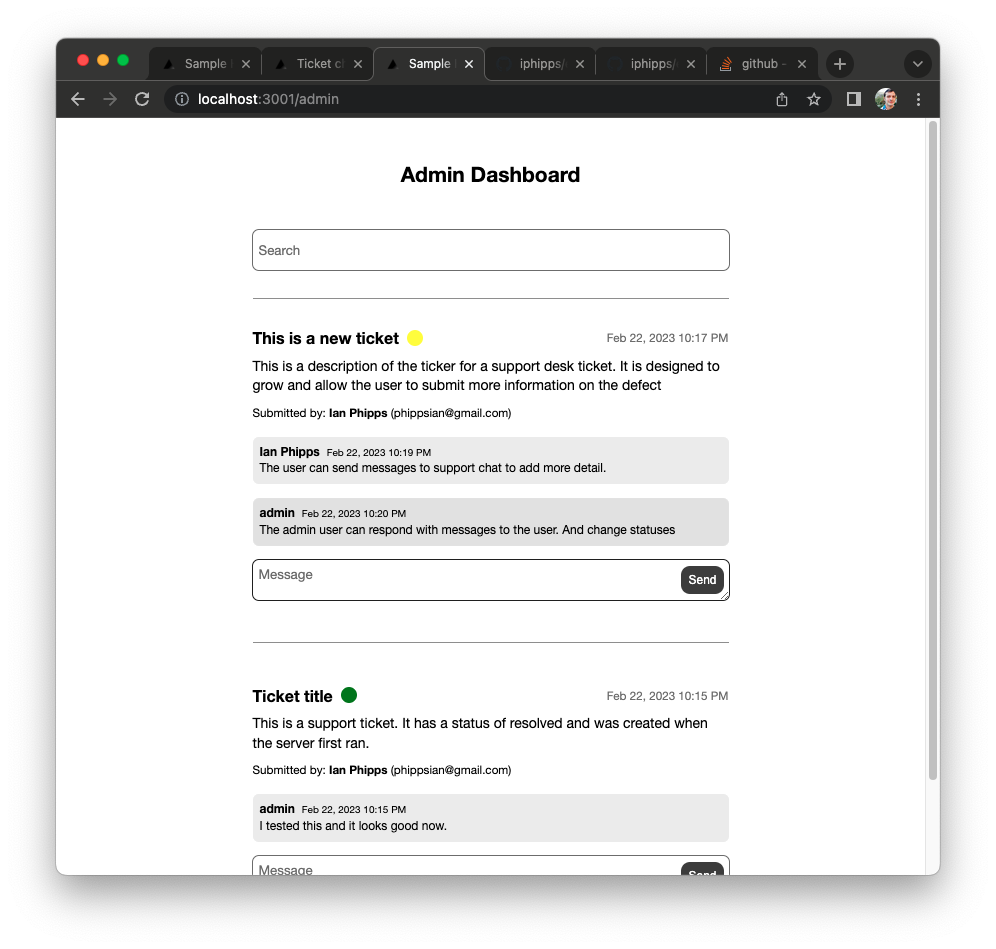 Sample
Ticket
Sample
iphipps/
iphipps/
github -
localhost:3001/admin
Admin Dashboard
Search
This is a new ticket
Feb 22, 2023 10:17 PM
This is a description of the ticker for a support desk ticket. It is designed to
grow and allow the user to submit more information on the defect
Submitted by: Ian Phipps (phippsian@gmail.com)
Ian Phipps Feb 22, 2023 10:19 PM
The user can send messages to support chat to add more detail.
admin Feb 22, 2023 10:20 PM
The admin user can respond with messages to the user. And change statuses
Message
Send
Ticket title
Feb 22, 2023 10:15 PM
This is a support ticket. It has a status of resolved and was created when
the server first ran.
Submitted by: Ian Phipps (phippsian@gmail.com)
admin Feb 22, 2023 10:15 PM
I tested this and it looks good now.
Message
Send